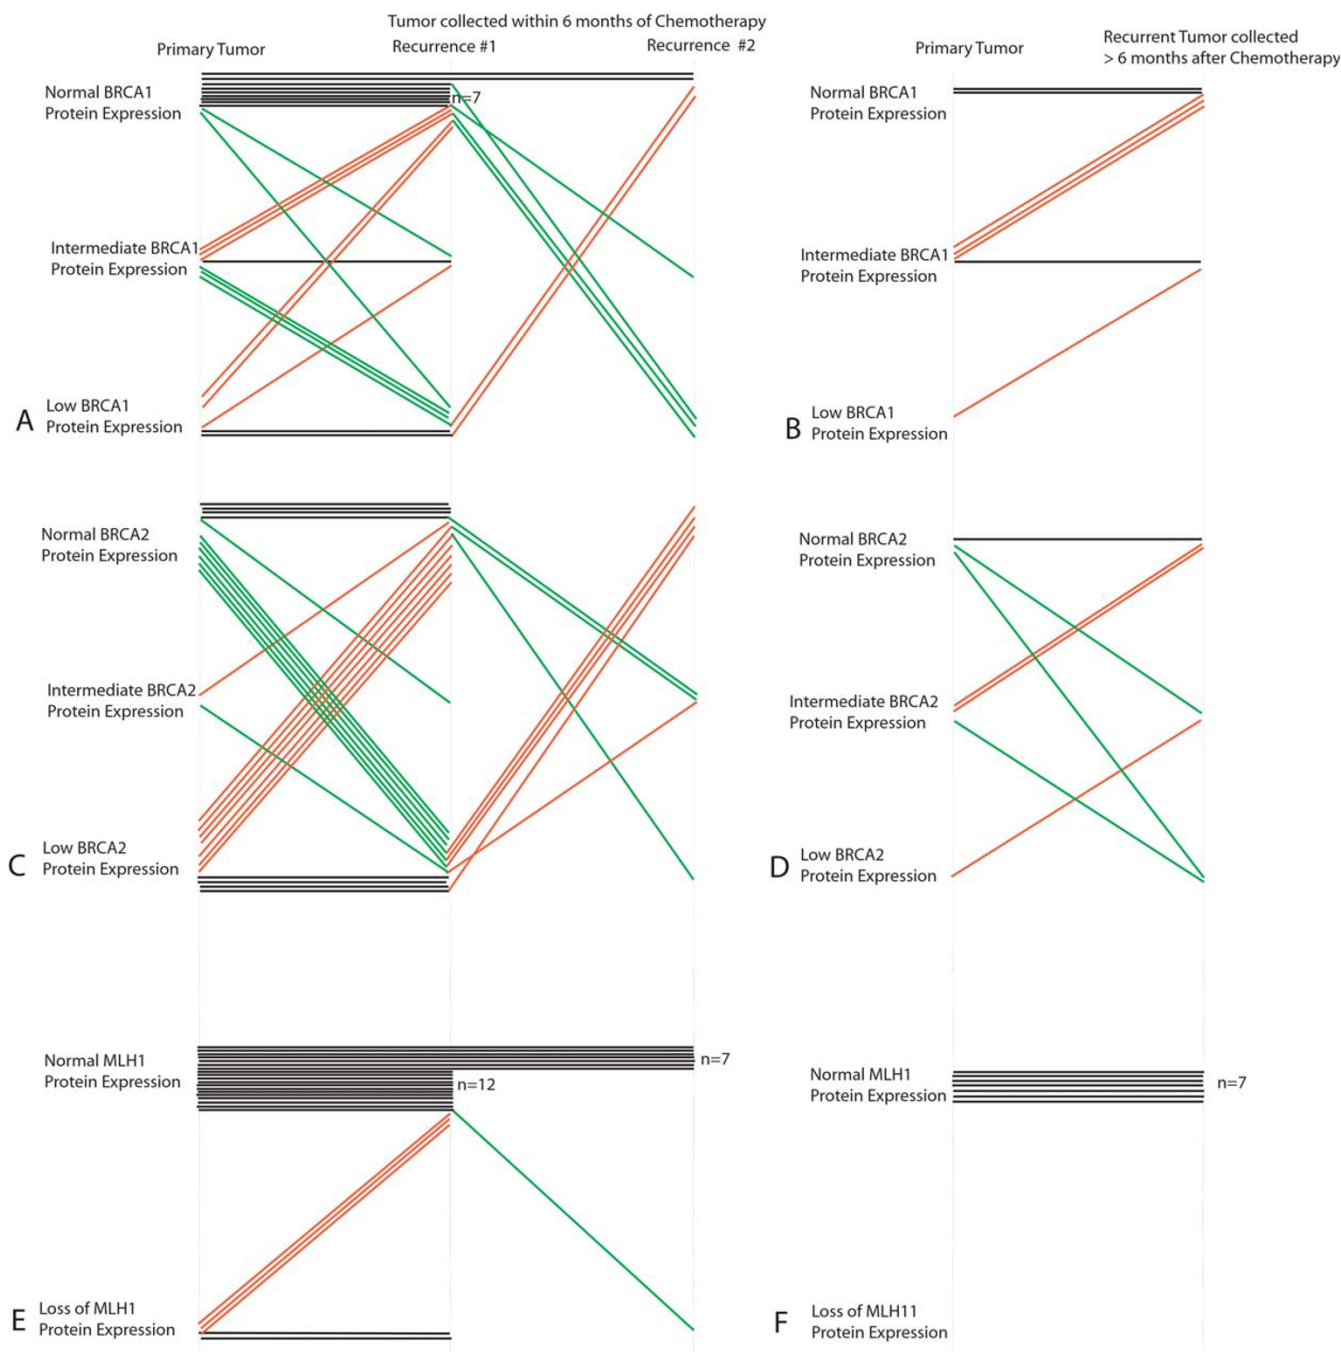 Tumor collected within 6 months of Chemotherapy
Primary Tumor
Recurrence #1
Recurrence #2
Primary Tumor
Recurrent Tumor collected
> 6 months after Chemotherapy
Normal BRCA1
Protein Expression
n=7
Intermediate BRCA1
Protein Expression
A
Low BRCA1
Protein Expression
Normal BRCA1
Protein Expression
Intermediate BRCA1
Protein Expression
B
Low BRCA1
Protein Expression
Normal BRCA2
Protein Expression
Intermediate BRCA2
Protein Expression
C
Low BRCA2
Protein Expression
Normal BRCA2
Protein Expression
Intermediate BRCA2
Protein Expression
D
Low BRCA2
Protein Expression
Normal MLH1
Protein Expression
n=7
n=12
E
Loss of MLH1
Protein Expression
Normal MLH1
Protein Expression
n=7
F
Loss of MLH11
Protein Expression